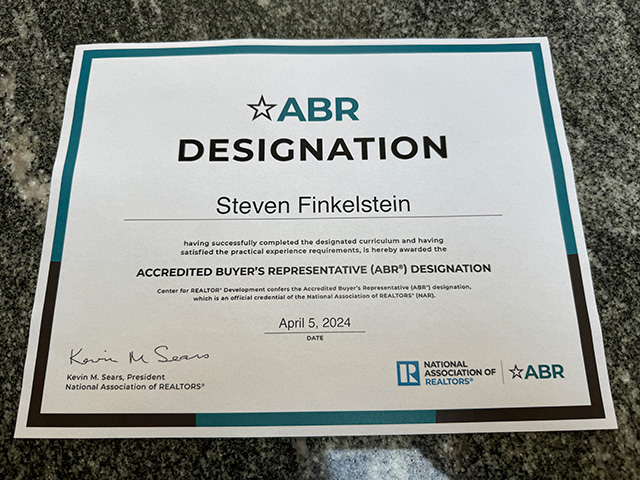 ☆ABR
DESIGNATION
Steven Finkelstein
having successfully completed the designated curriculum and having
satisfied the practical experience requirements, is hereby awarded the
ACCREDITED BUYER'S REPRESENTATIVE (ABR®) DESIGNATION
Center for REALTOR® Development confers the Accredited Buyer's Representative (ABR®) designation,
which is an official credential of the National Association of REALTORS® (NAR).
April 5, 2024
DATE
Kevin M Sears
Kevin M. Sears, President
National Association of REALTORS®
R
NATIONAL
ASSOCIATION OF
REALTORS®
☆ABR